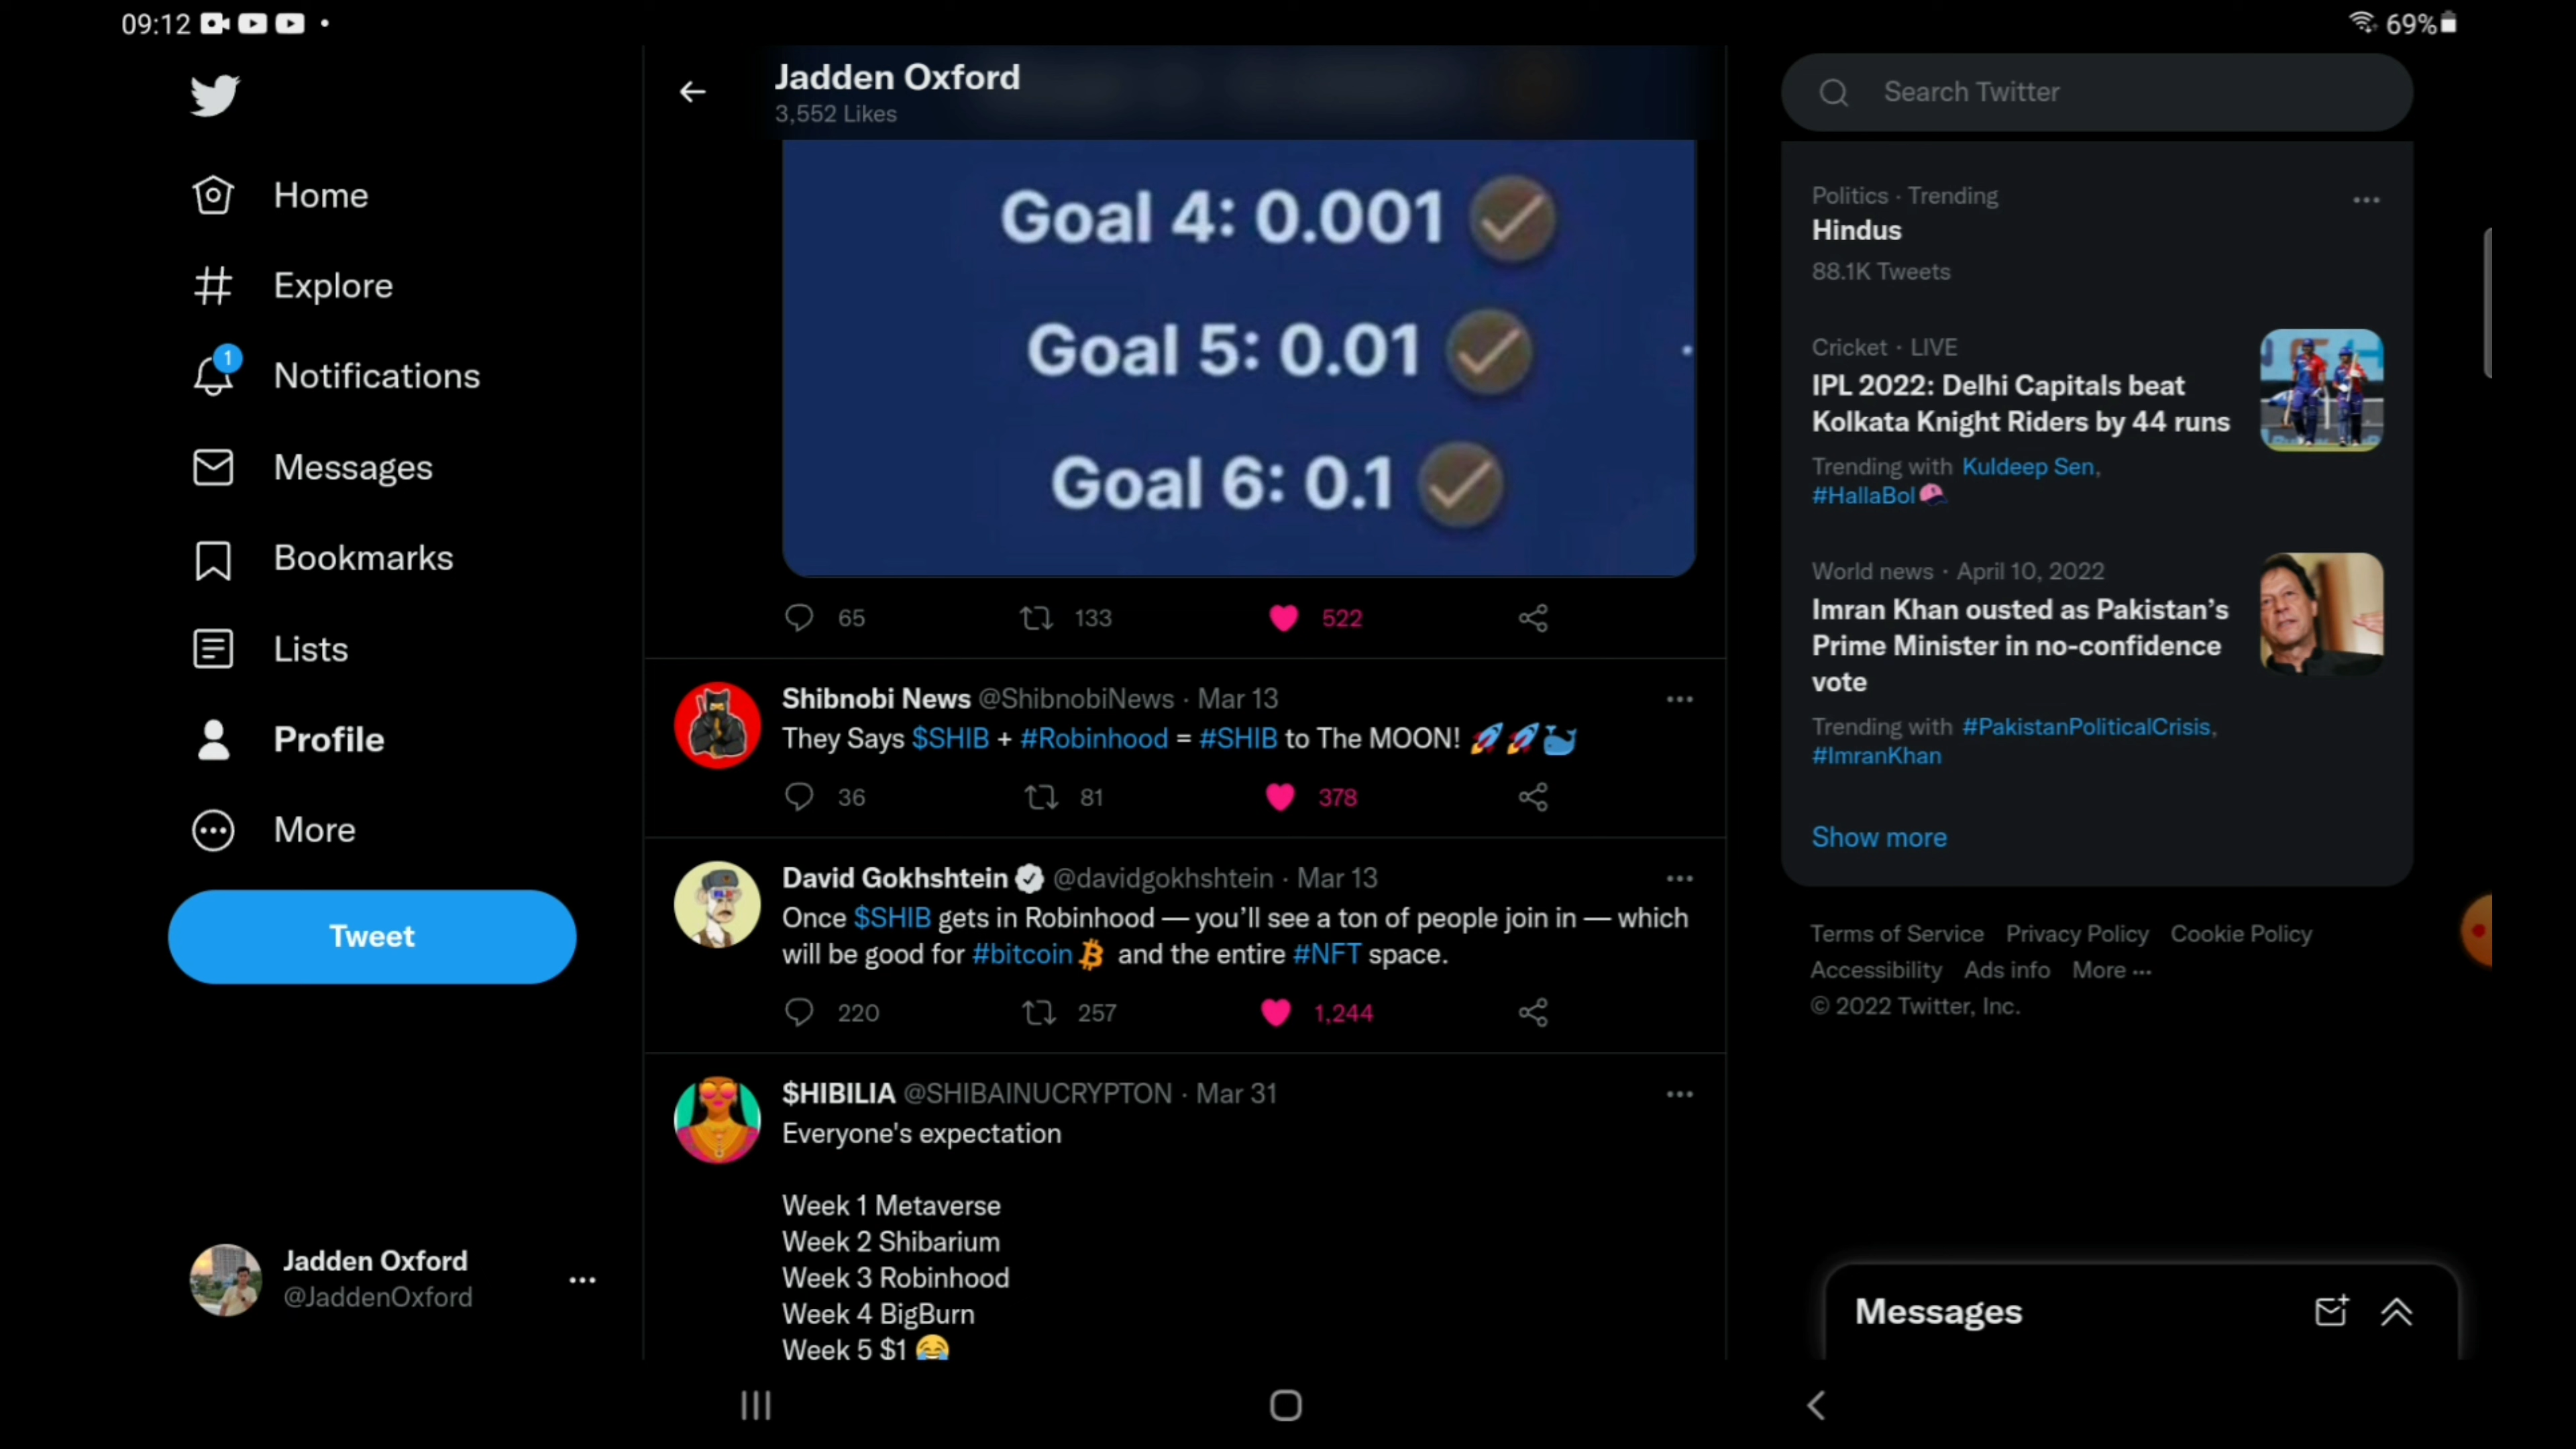 09:12
69%
Home
Explore
1
Notifications
Messages
Bookmarks
Lists
Profile
More
Tweet
Jadden Oxford
@JaddenOxford
Jadden Oxford
3,552 Likes
Goal 4: 0.001
Goal 5: 0.01
Goal 6: 0.1
65 133 522
Shibnobi News @ShibnobiNews · Mar 13
They Says $SHIB + #Robinhood = #SHIB to The MOON! 🚀🚀🐳
36 81 378
David Gokhshtein @davidgokhshtein · Mar 13
Once $SHIB gets in Robinhood — you'll see a ton of people join in — which
will be good for #bitcoin and the entire #NFT space.
220 257 1,244
$HIBILIA @SHIBAINUCRYPTON · Mar 31
Everyone's expectation
Week 1 Metaverse
Week 2 Shibarium
Week 3 Robinhood
Week 4 BigBurn
Week 5 $1 😂
Search Twitter
Politics · Trending
Hindus
88.1K Tweets
Cricket · LIVE
IPL 2022: Delhi Capitals beat
Kolkata Knight Riders by 44 runs
Trending with Kuldeep Sen,
#HallaBol
World news · April 10, 2022
Imran Khan ousted as Pakistan's
Prime Minister in no-confidence
vote
Trending with #PakistanPoliticalCrisis,
#ImranKhan
Show more
Terms of Service Privacy Policy Cookie Policy
Accessibility Ads info More ...
© 2022 Twitter, Inc.
Messages